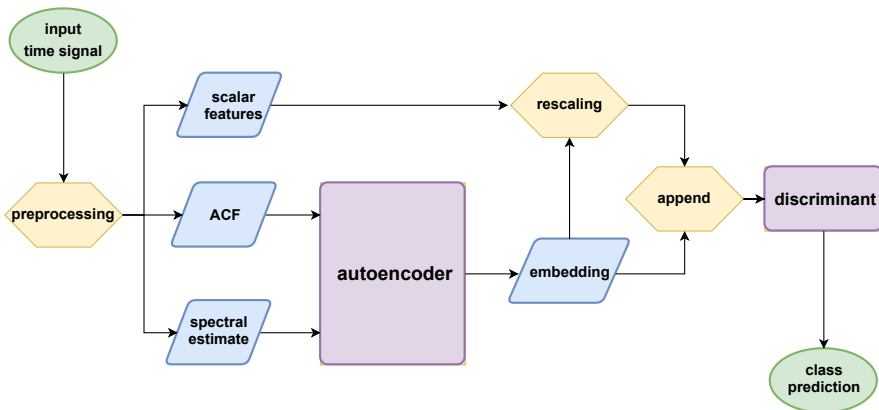 input
time signal
scalar
features
rescaling
preprocessing
ACF
append
discriminant
autoencoder
embedding
spectral
estimate
class
prediction